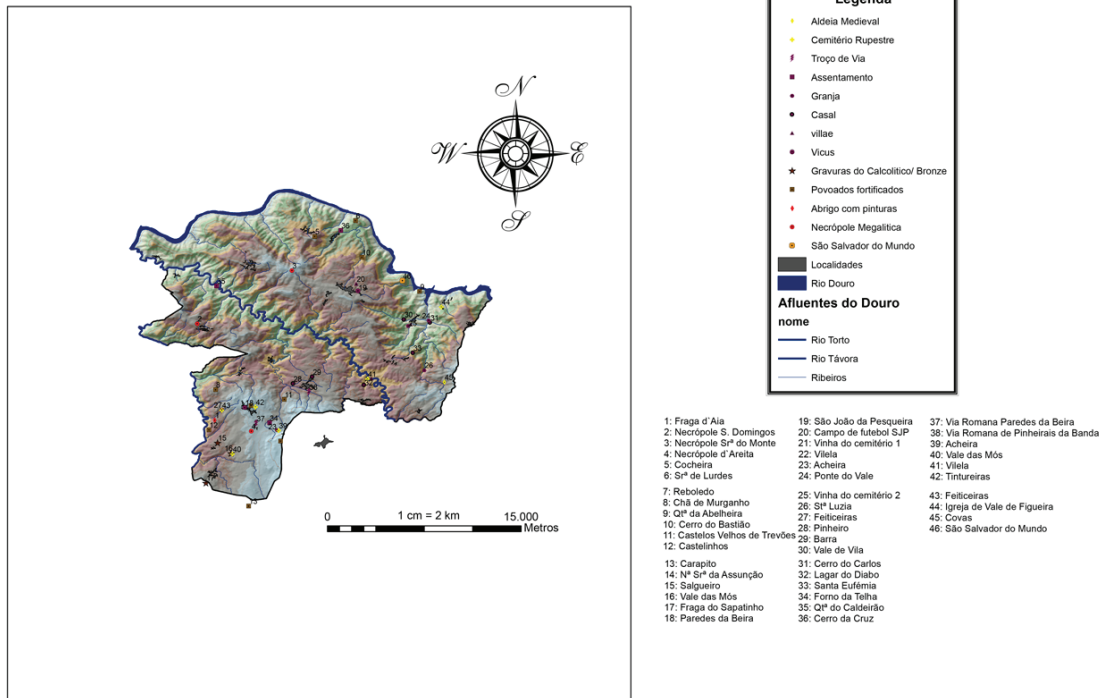 Legenda
Aldeia Medieval
Cemitério Rupestre
Troço de Via
Assentamento
Granja
Casal
villae
Vicus
Gravuras do Calcolitico/ Bronze
Povoados fortificados
Abrigo com pinturas
Necrópole Megalitica
São Salvador do Mundo
Localidades
Rio Douro
Afluentes do Douro
nome
Rio Torto
Rio Távora
Ribeiros
N
W
E
S
0
1 cm = 2 km
15.000
Metros
1: Fraga d`Aia
2: Necrópole S. Domingos
3: Necrópole Srª do Monte
4: Necrópole d`Areita
5: Cocheira
6: Srª de Lurdes
7: Reboledo
8: Chã de Murganho
9: Qtª da Abelheira
10: Cerro do Bastião
11: Castelos Velhos de Trevões
12: Castelinhos
13: Carapito
14: Nª Srª da Assunção
15: Salgueiro
16: Vale das Mós
17: Fraga do Sapatinho
18: Paredes da Beira
19: São João da Pesqueira
20: Campo de futebol SJP
21: Vinha do cemitério 1
22: Vilela
23: Acheira
24: Ponte do Vale
25: Vinha do cemitério 2
26: Stª Luzia
27: Feiticeiras
28: Pinheiro
29: Barra
30: Vale de Vila
31: Cerro do Carlos
32: Lagar do Diabo
33: Santa Eufémia
34: Forno da Telha
35: Qtª do Caldeirão
36: Cerro da Cruz
37: Via Romana Paredes da Beira
38: Via Romana de Pinheirais da Banda
39: Acheira
40: Vale das Mós
41: Vilela
42: Tintureiras
43: Feiticeiras
44: Igreja de Vale de Figueira
45: Covas
46: São Salvador do Mundo